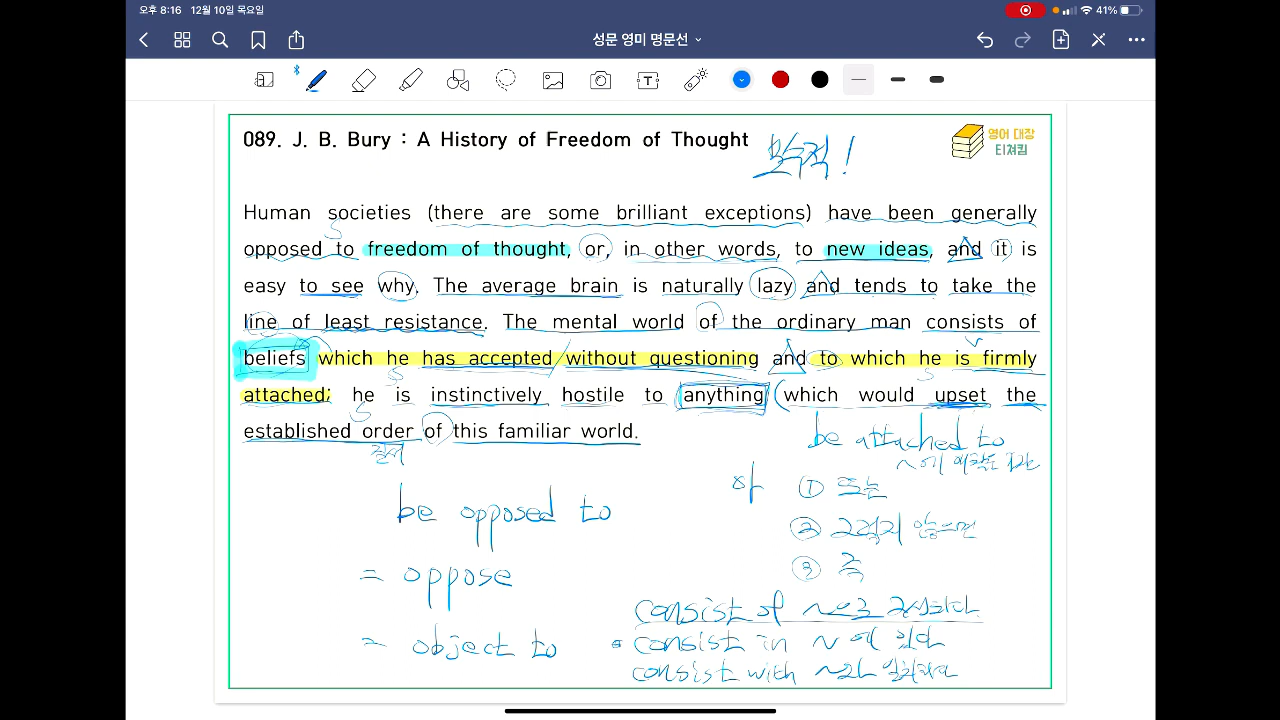 오후 8:16 12월 10일 목요일
41%
성문 영미 명문선
089. J. B. Bury : A History of Freedom of Thought 보수적!
영어 대장
티쳐킴
Human societies (there are some brilliant exceptions) have been generally
opposed to freedom of thought, or, in other words, to new ideas, and it is
easy to see why. The average brain is naturally lazy and tends to take the
line of least resistance. The mental world of the ordinary man consists of
beliefs which he has accepted without questioning and to which he is firmly
attached; he is instinctively hostile to anything (which would upset the
established order of this familiar world.
질서
be attached to
~에 애착을 가지다
be opposed to
= oppose
= object to
or ① 또는
② 그렇지 않으면
③ 즉
consist of ~으로 구성하다
consist in ~에 있다
consist with ~와 일치하다